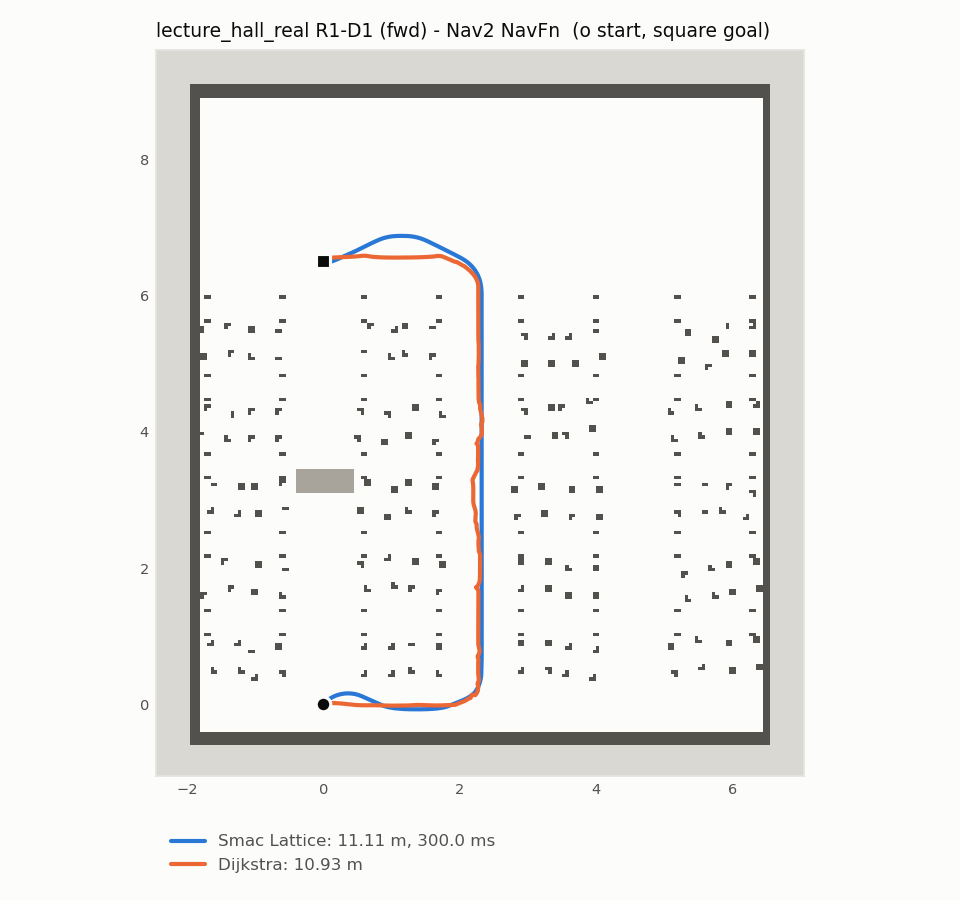 lecture_hall_real R1-D1 (fwd) - Nav2 NavFn  (o start, square goal)
8
6
4
2
0
−2 0 2 4 6
Smac Lattice: 11.11 m, 300.0 ms
Dijkstra: 10.93 m